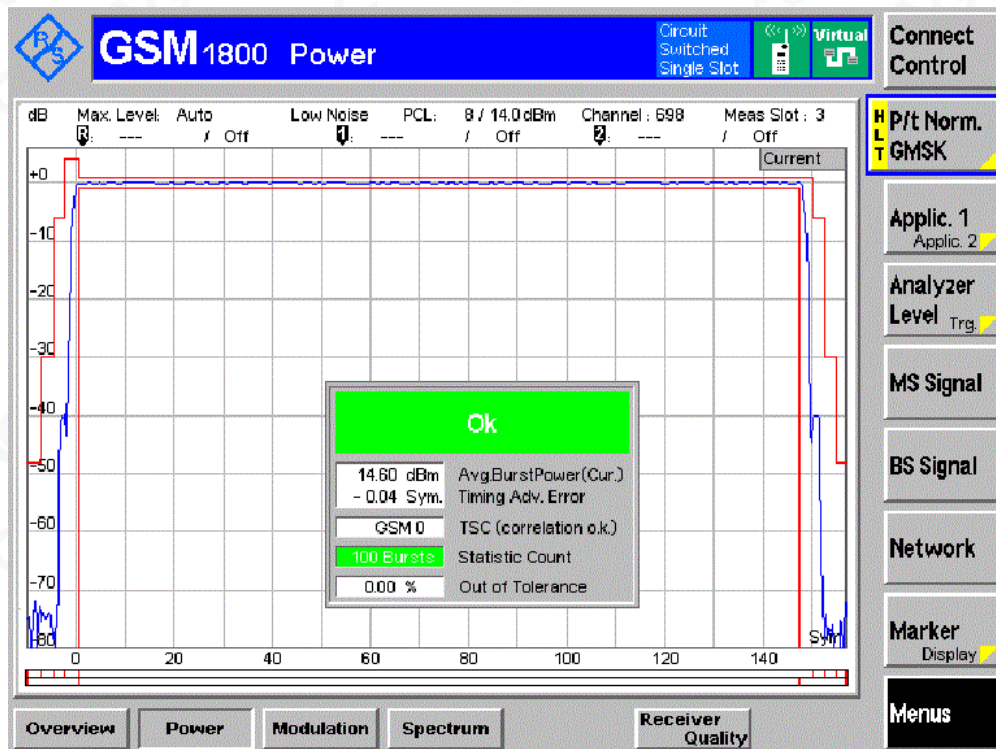 R/S
GSM 1800 Power
Circuit
Switched
Single Slot
Virtual
Connect
Control
dB Max. Level: Auto Low Noise PCL: 8 / 14.0 dBm Channel : 698 Meas Slot : 3
R: --- / Off 1: --- / Off 2: --- / Off
Current
HLT
P/t Norm.
GMSK
Applic. 1
Applic. 2
Analyzer
Level Trg.
MS Signal
BS Signal
Network
Marker
Display
Menus
+0
-10
-20
-30
-40
-50
-60
-70
-80
Ok
14.60 dBm Avg.BurstPower(Cur.)
- 0.04 Sym. Timing Adv. Error
GSM 0 TSC (correlation o.k.)
100 Bursts Statistic Count
0.00 % Out of Tolerance
Sym
0 20 40 60 80 100 120 140
Overview Power Modulation Spectrum Receiver
Quality